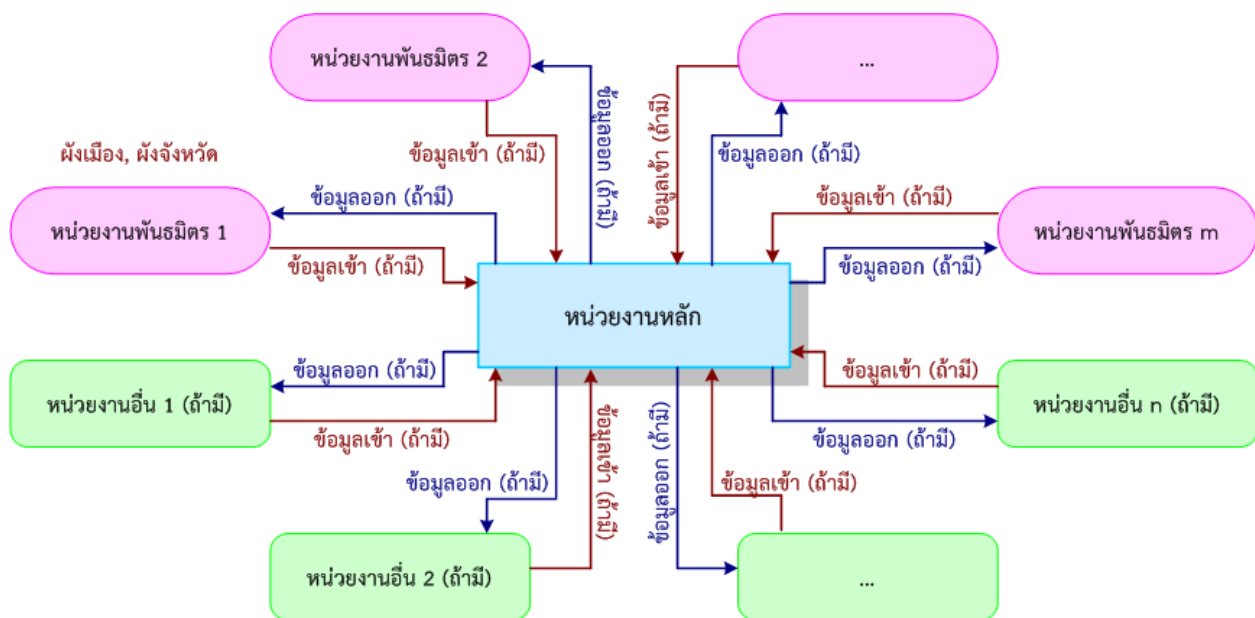 หน่วยงานพันธมิตร 2
...
ข้อมูลออก (ถ้ามี)
ข้อมูลเข้า (ถ้ามี)
ผังเมือง, ผังจังหวัด
ข้อมูลเข้า (ถ้ามี)
ข้อมูลออก (ถ้ามี)
ข้อมูลออก (ถ้ามี)
ข้อมูลเข้า (ถ้ามี)
หน่วยงานพันธมิตร 1
หน่วยงานพันธมิตร m
ข้อมูลเข้า (ถ้ามี)
ข้อมูลออก (ถ้ามี)
หน่วยงานหลัก
ข้อมูลออก (ถ้ามี)
ข้อมูลเข้า (ถ้ามี)
หน่วยงานอื่น 1 (ถ้ามี)
หน่วยงานอื่น n (ถ้ามี)
ข้อมูลเข้า (ถ้ามี)
ข้อมูลออก (ถ้ามี)
ข้อมูลเข้า (ถ้ามี)
ข้อมูลออก (ถ้ามี)
ข้อมูลออก (ถ้ามี)
ข้อมูลเข้า (ถ้ามี)
หน่วยงานอื่น 2 (ถ้ามี)
...